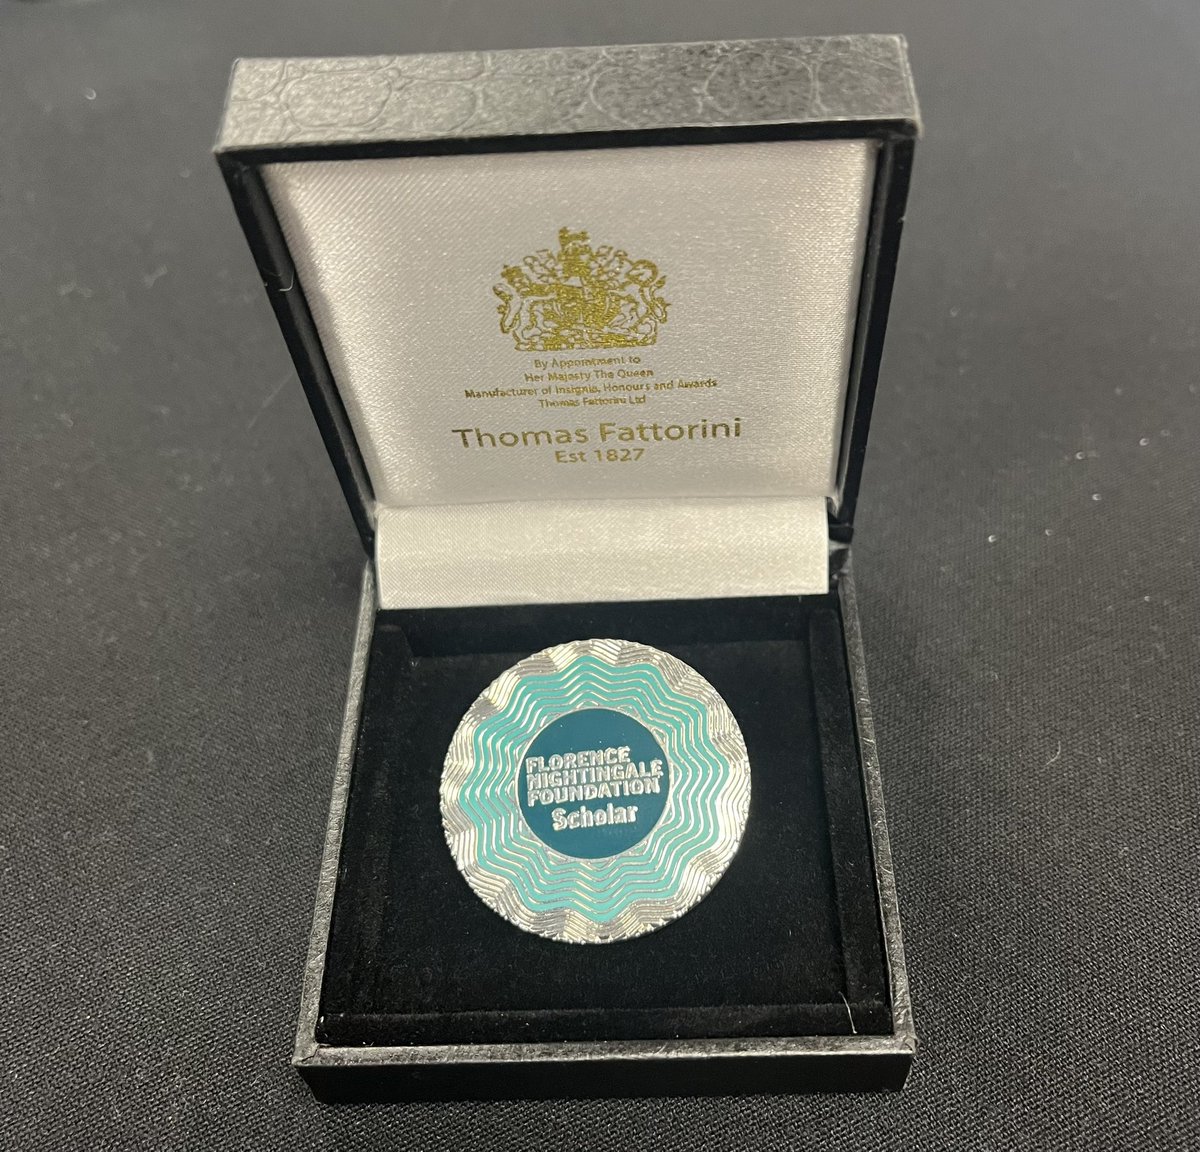 By Appointment to
Her Majesty The Queen
Manufacturer of Insignia, Honours and Awards
Thomas Fattorini Ltd
Thomas Fattorini
Est 1827
FLORENCE
NIGHTINGALE
FOUNDATION
Scholar